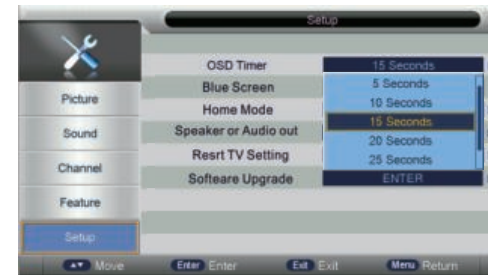 Setup
OSD Timer 15 Seconds
Blue Screen 5 Seconds
Home Mode 10 Seconds
15 Seconds
Speaker or Audio out 20 Seconds
Resrt TV Setting 25 Seconds
Softeare Upgrade ENTER
Picture
Sound
Channel
Feature
Setup
Move Enter Enter Exit Exit Menu Return